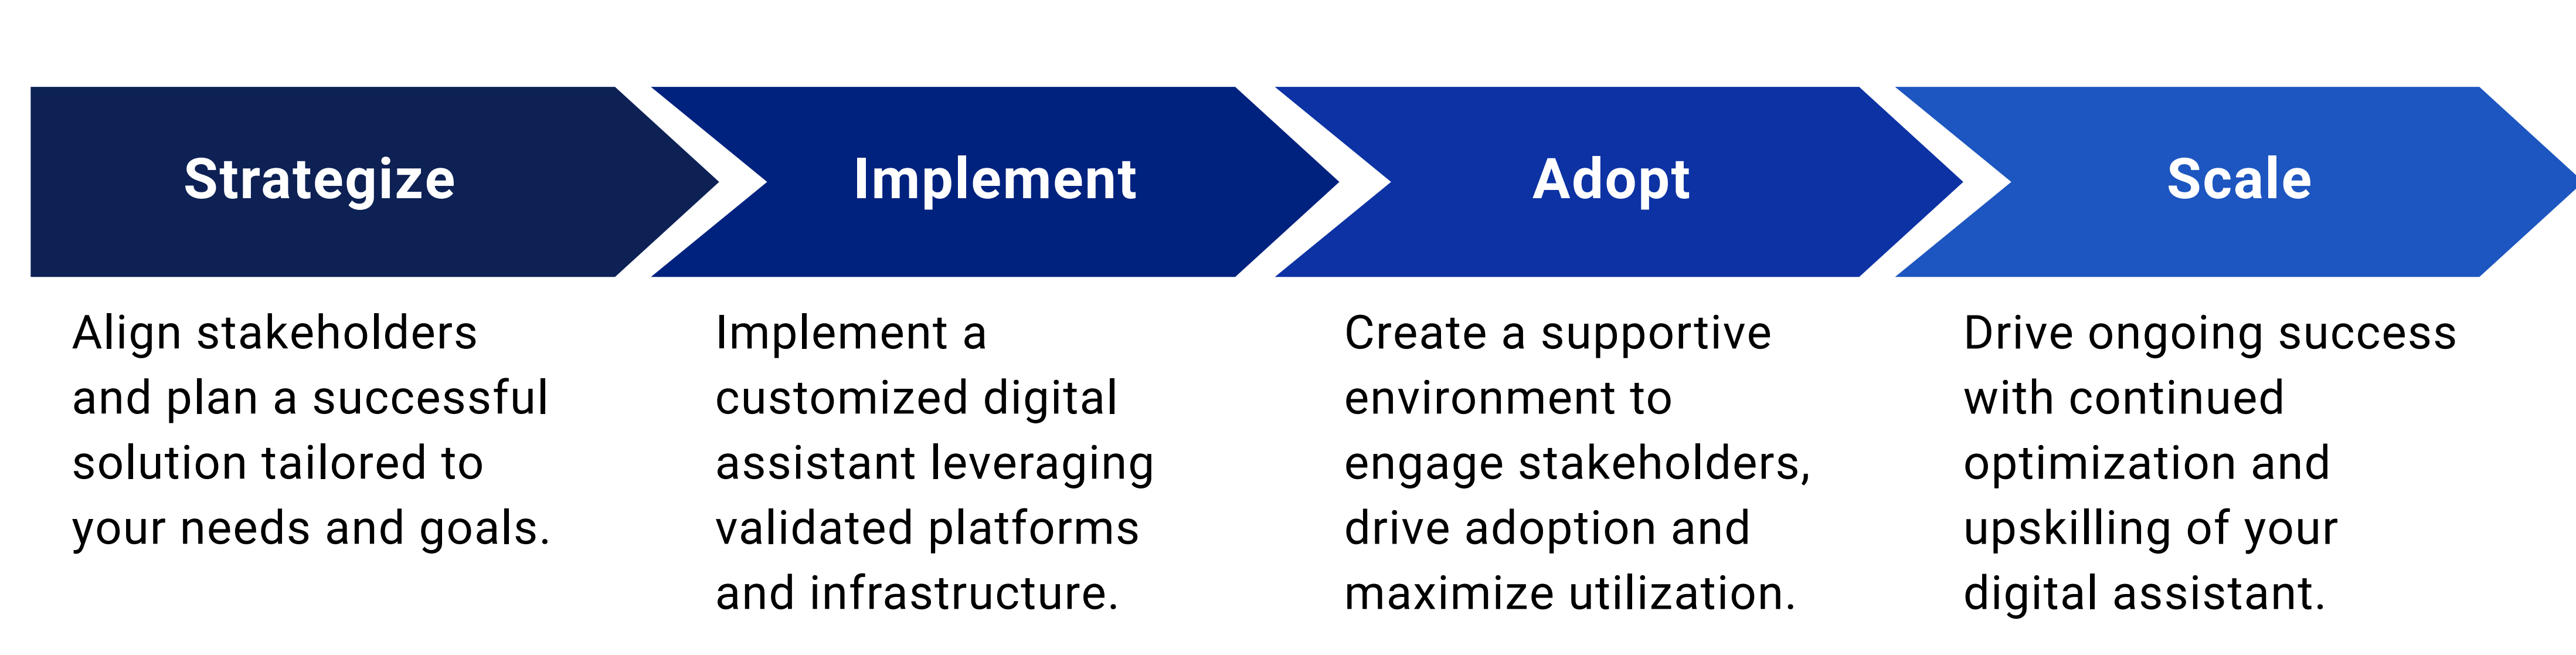 Strategize
Implement
Adopt
Scale
Align stakeholders
and plan a successful
solution tailored to
your needs and goals.
Implement a
customized digital
assistant leveraging
validated platforms
and infrastructure.
Create a supportive
environment to
engage stakeholders,
drive adoption and
maximize utilization.
Drive ongoing success
with continued
optimization and
upskilling of your
digital assistant.